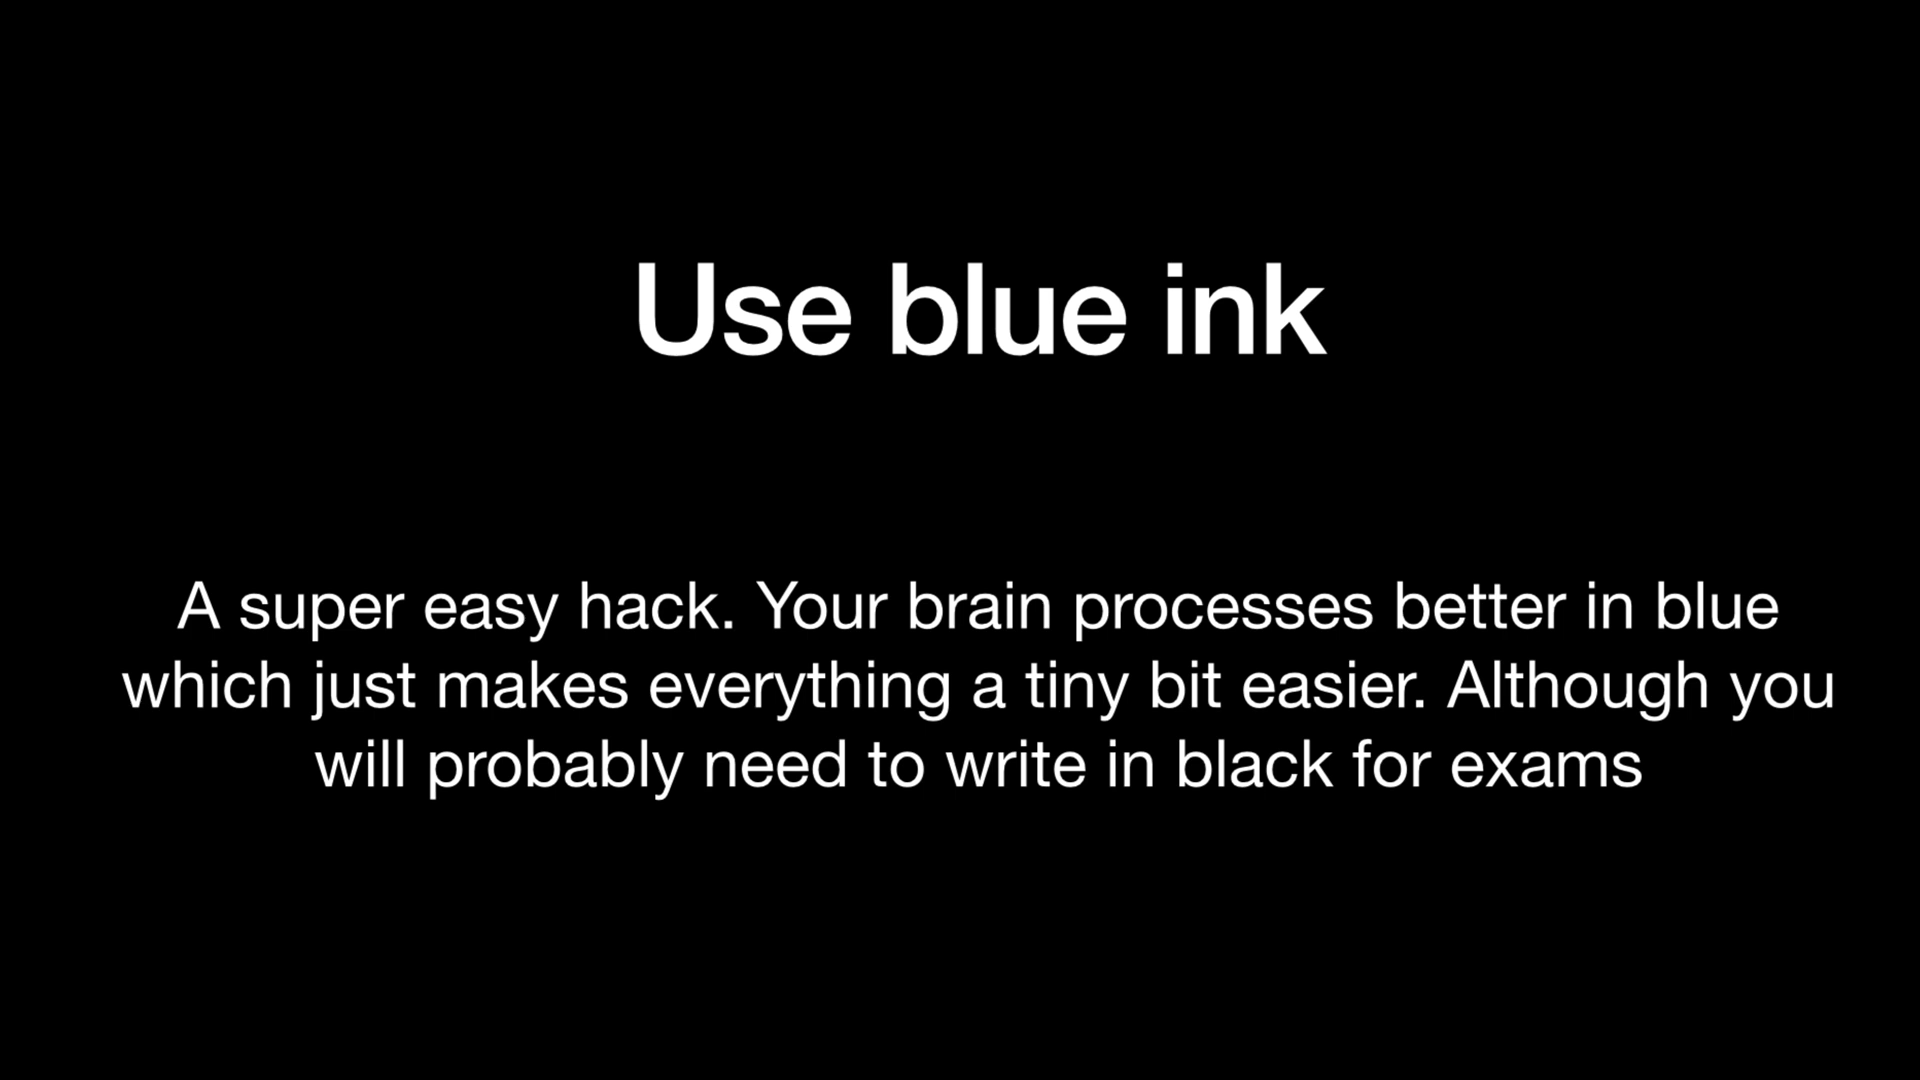 Use blue ink
A super easy hack. Your brain processes better in blue
which just makes everything a tiny bit easier. Although you
will probably need to write in black for exams